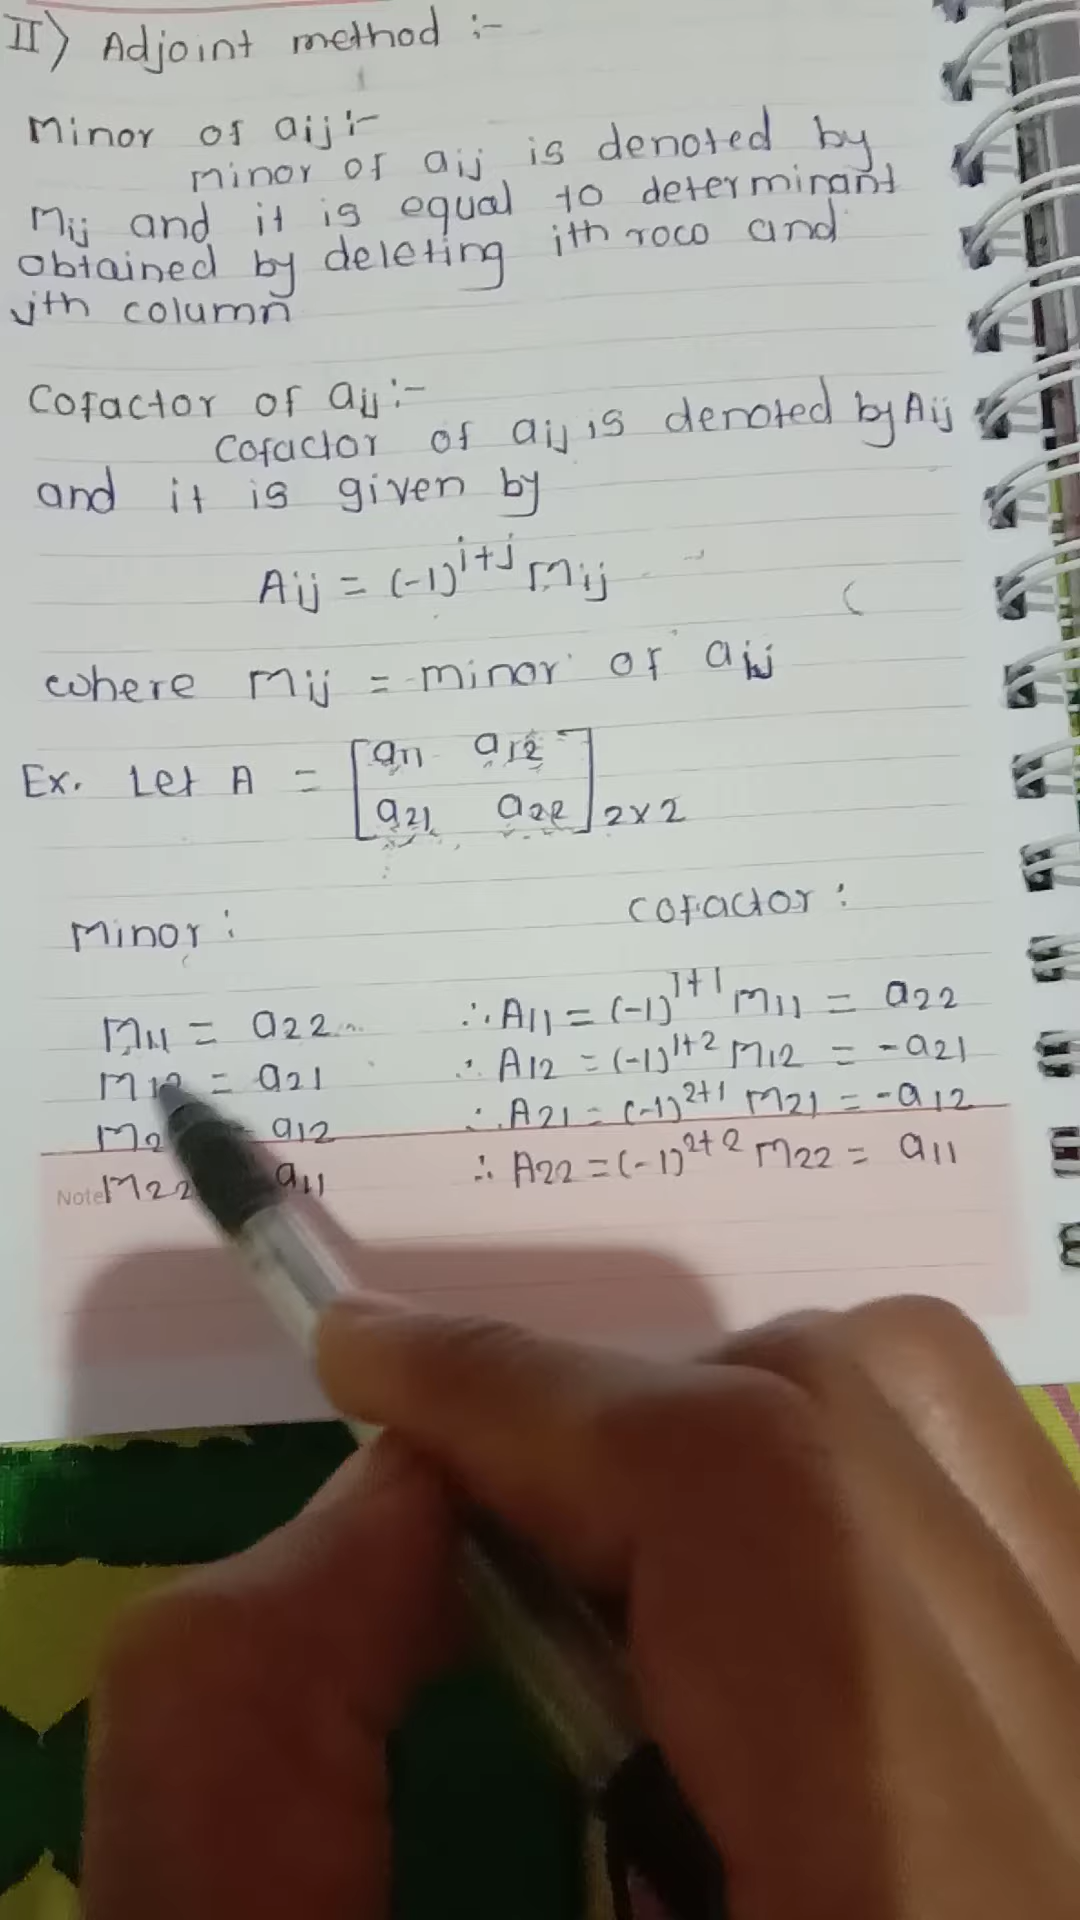 II) Adjoint method :-
Minor of aij :-
minor of aij is denoted by
Mij and it is equal to determinant
obtained by deleting ith row and
jth column
Cofactor of aij :-
Cofactor of aij is denoted by Aij
and it is given by
Aij = (-1)^i+j Mij
where Mij = minor of aij
Ex. Let A = [a11 a12
a21 a22] 2x2
Minor : Cofactor :
M11 = a22 ∴ A11 = (-1)^1+1 M11 = a22
M12 = a21 ∴ A12 = (-1)^1+2 M12 = -a21
a12 ∴ A21 = (-1)^2+1 M21 = -a12
Note M22 a11 ∴ A22 = (-1)^2+2 M22 = a11